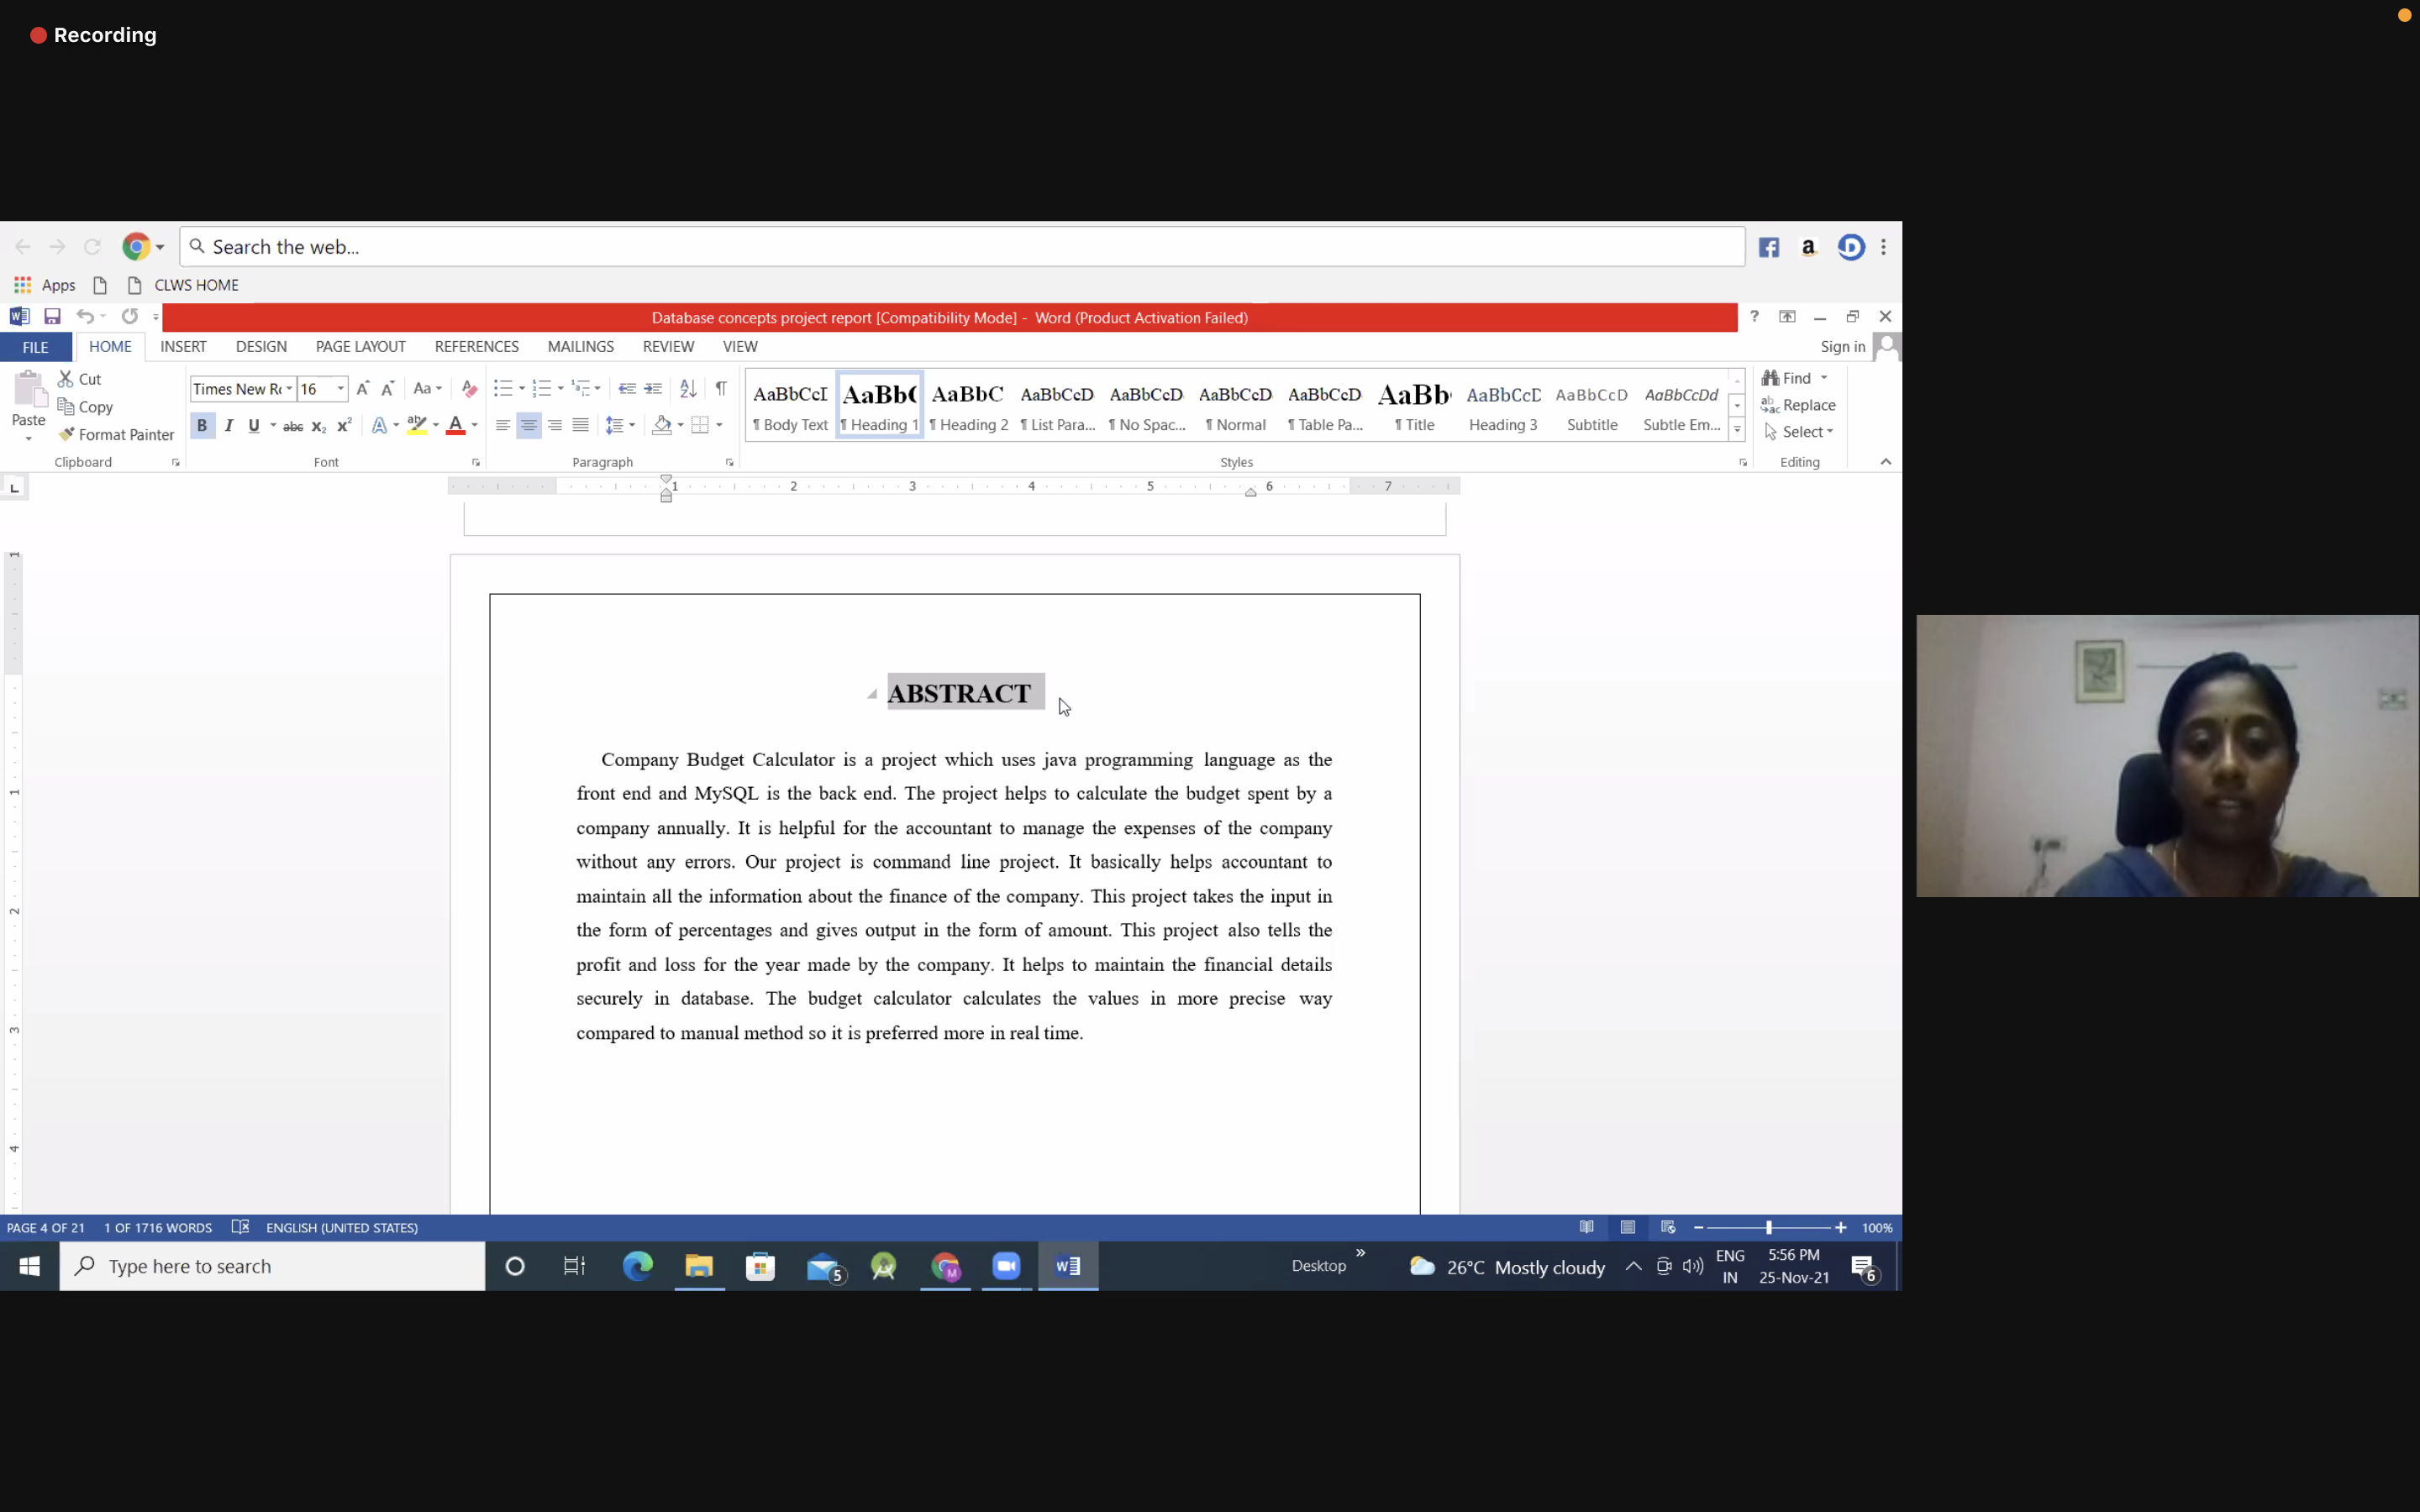 Recording
Search the web...
Apps
CLWS HOME
Database concepts project report [Compatibility Mode] - Word (Product Activation Failed)
FILE HOME INSERT DESIGN PAGE LAYOUT REFERENCES MAILINGS REVIEW VIEW Sign in
Paste
Cut
Copy
Format Painter
Clipboard
Times New Ro 16
Font
Paragraph
AaBbCcI AaBbC AaBbC AaBbCcD AaBbCcD AaBbCcD AaBbCcD AaBb AaBbCcD AaBbCcD AaBbCcDd
¶ Body Text ¶ Heading 1 ¶ Heading 2 ¶ List Para... ¶ No Spac... ¶ Normal ¶ Table Pa... ¶ Title Heading 3 Subtitle Subtle Em...
Styles
Find
Replace
Select
Editing
1 2 3 4 5 6 7
ABSTRACT
Company Budget Calculator is a project which uses java programming language as the
front end and MySQL is the back end. The project helps to calculate the budget spent by a
company annually. It is helpful for the accountant to manage the expenses of the company
without any errors. Our project is command line project. It basically helps accountant to
maintain all the information about the finance of the company. This project takes the input in
the form of percentages and gives output in the form of amount. This project also tells the
profit and loss for the year made by the company. It helps to maintain the financial details
securely in database. The budget calculator calculates the values in more precise way
compared to manual method so it is preferred more in real time.
PAGE 4 OF 21 1 OF 1716 WORDS ENGLISH (UNITED STATES) 100%
Type here to search
5
Desktop
26°C Mostly cloudy
ENG
IN
5:56 PM
25-Nov-21
6